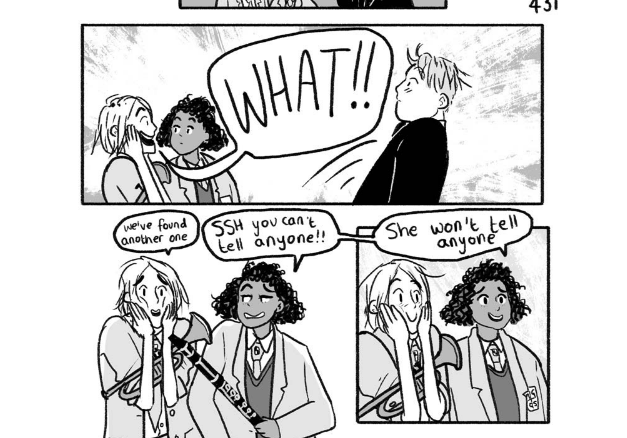 431
WHAT!!
we've found
another one
SSH you can't
tell anyone!!
She won't tell
anyone